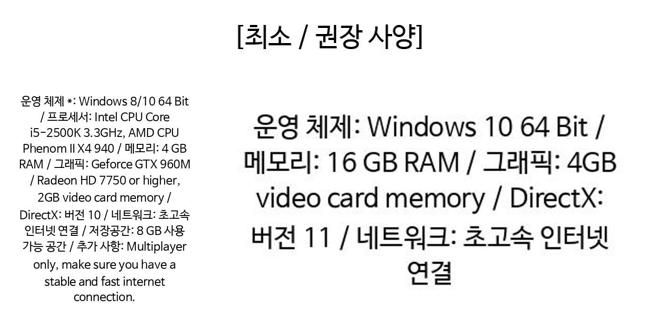 [최소 / 권장 사양]
운영 체제 *: Windows 8/10 64 Bit
/ 프로세서: Intel CPU Core
i5-2500K 3.3GHz, AMD CPU
Phenom II X4 940 / 메모리: 4 GB
RAM / 그래픽: Geforce GTX 960M
/ Radeon HD 7750 or higher,
2GB video card memory /
DirectX: 버전 10 / 네트워크: 초고속
인터넷 연결 / 저장공간: 8 GB 사용
가능 공간 / 추가 사항: Multiplayer
only, make sure you have a
stable and fast internet
connection.
운영 체제: Windows 10 64 Bit /
메모리: 16 GB RAM / 그래픽: 4GB
video card memory / DirectX:
버전 11 / 네트워크: 초고속 인터넷
연결